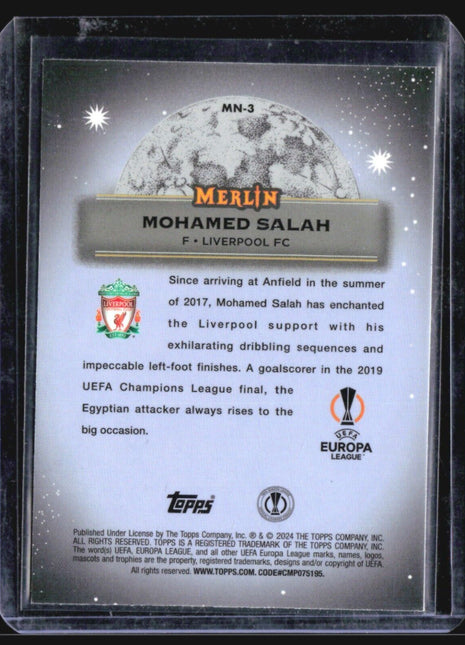 MN-3
MERLIN
MOHAMED SALAH
F • LIVERPOOL FC
Since arriving at Anfield in the summer
of 2017, Mohamed Salah has enchanted
the Liverpool support with his
exhilarating dribbling sequences and
impeccable left-foot finishes. A goalscorer in the 2019
UEFA Champions League final, the
Egyptian attacker always rises to the
big occasion.
LIVERPOOL
UEFA
EUROPA
LEAGUE
topps
Published Under License by The Topps Company, Inc. ® & © 2024 THE TOPPS COMPANY, INC.
ALL RIGHTS RESERVED. TOPPS IS A REGISTERED TRADEMARK OF THE TOPPS COMPANY, INC.
The word(s) UEFA, EUROPA LEAGUE, and all other UEFA Europa League marks, names, logos,
mascots and trophies are the property, registered trademarks, designs and/or copyright of UEFA.
All rights reserved. WWW.TOPPS.COM. CODE#CMP075195.